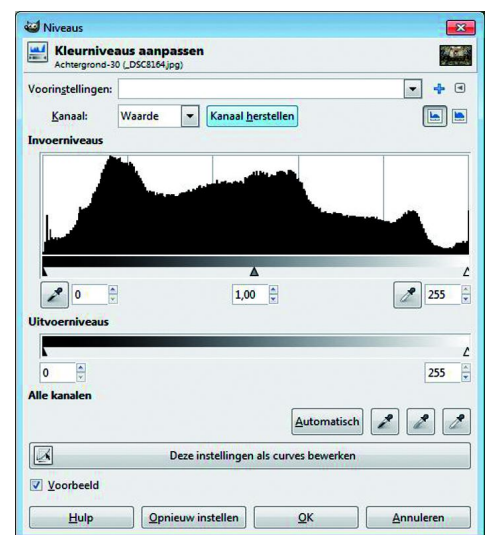 Niveaus
Kleurniveaus aanpassen
Achtergrond-30 (_DSC8164.jpg)
Voorinstellingen:
Kanaal: Waarde Kanaal herstellen
Invoerniveaus
0 1,00 255
Uitvoerniveaus
0 255
Alle kanalen
Automatisch
Deze instellingen als curves bewerken
Voorbeeld
Hulp Opnieuw instellen OK Annuleren